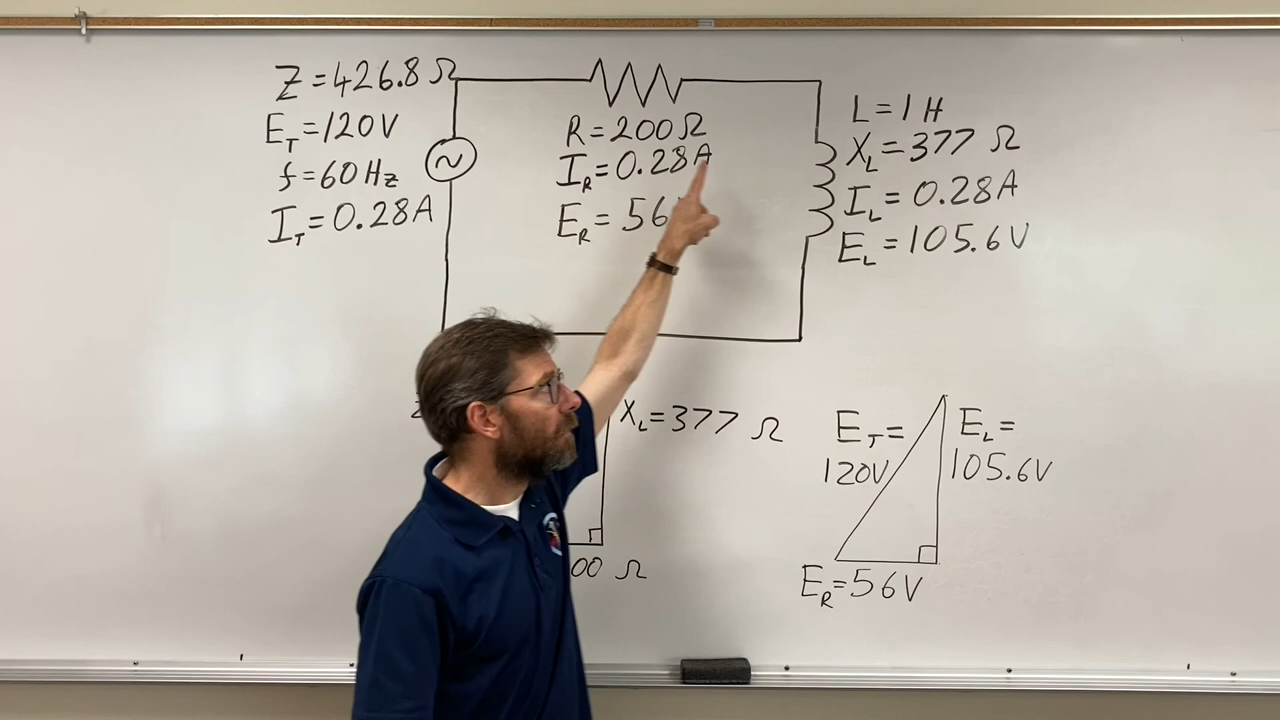 Z = 426.8 Ω
E_T = 120V
f = 60 Hz
I_T = 0.28A
R = 200 Ω
I_R = 0.28A
E_R = 56
L = 1 H
X_L = 377 Ω
I_L = 0.28A
E_L = 105.6V
X_L = 377 Ω
00 Ω
E_T =
120V
E_L =
105.6V
E_R = 56V